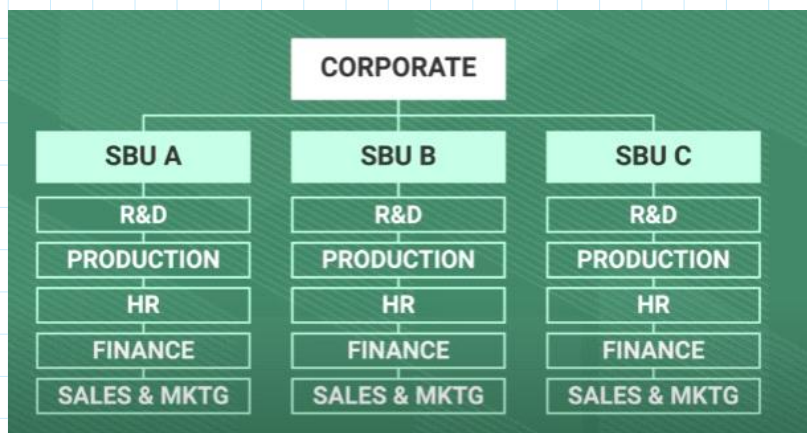 CORPORATE
SBU A
SBU B
SBU C
R&D
R&D
R&D
PRODUCTION
PRODUCTION
PRODUCTION
HR
HR
HR
FINANCE
FINANCE
FINANCE
SALES & MKTG
SALES & MKTG
SALES & MKTG